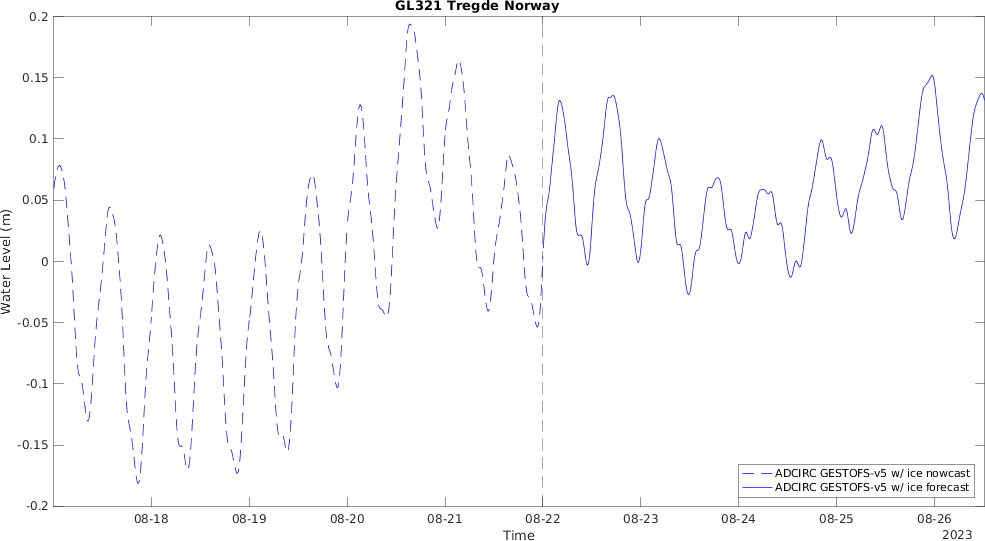 GL321 Tregde Norway
0.2
0.15
0.1
0.05
0
-0.05
-0.1
-0.15
-0.2
Water Level (m)
ADCIRC GESTOFS-v5 w/ ice nowcast
ADCIRC GESTOFS-v5 w/ ice forecast
08-18 08-19 08-20 08-21 08-22 08-23 08-24 08-25 08-26
Time
2023